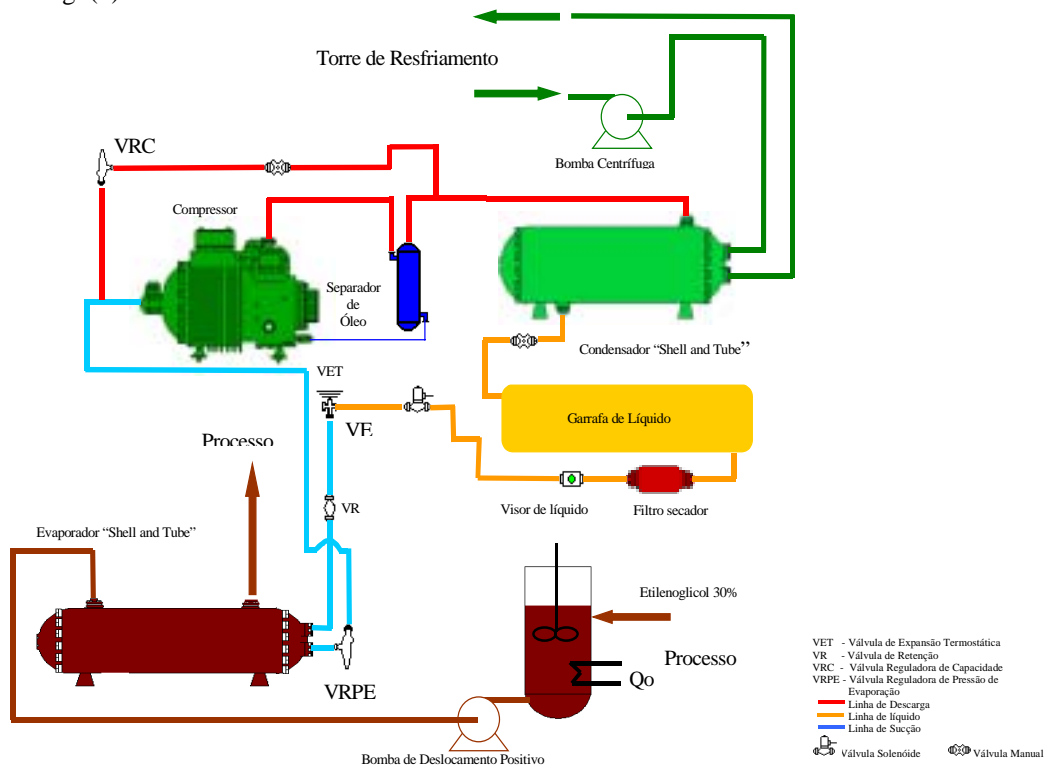 Torre de Resfriamento
Bomba Centrífuga
VRC
Compressor
Separador
de
Óleo
Condensador “Shell and Tube”
VET
VE
Garrafa de Líquido
Processo
VR
Visor de líquido
Filtro secador
Evaporador “Shell and Tube”
Etilenoglicol 30%
Processo
Qo
VRPE
Bomba de Deslocamento Positivo
VET - Válvula de Expansão Termostática
VR - Válvula de Retenção
VRC - Válvula Reguladora de Capacidade
VRPE - Válvula Reguladora de Pressão de
Evaporação
Linha de Descarga
Linha de líquido
Linha de Sucção
Válvula Solenóide
Válvula Manual